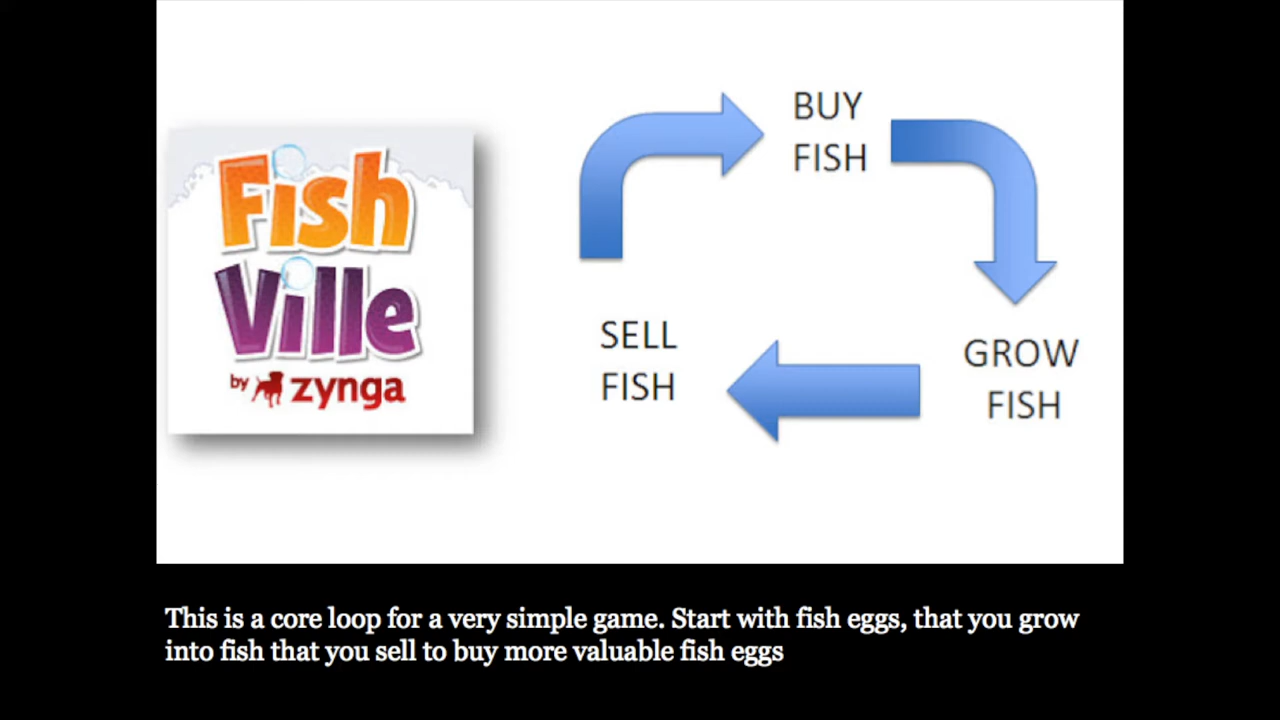 Fish
Ville
by zynga
BUY
FISH
GROW
FISH
SELL
FISH
This is a core loop for a very simple game. Start with fish eggs, that you grow
into fish that you sell to buy more valuable fish eggs